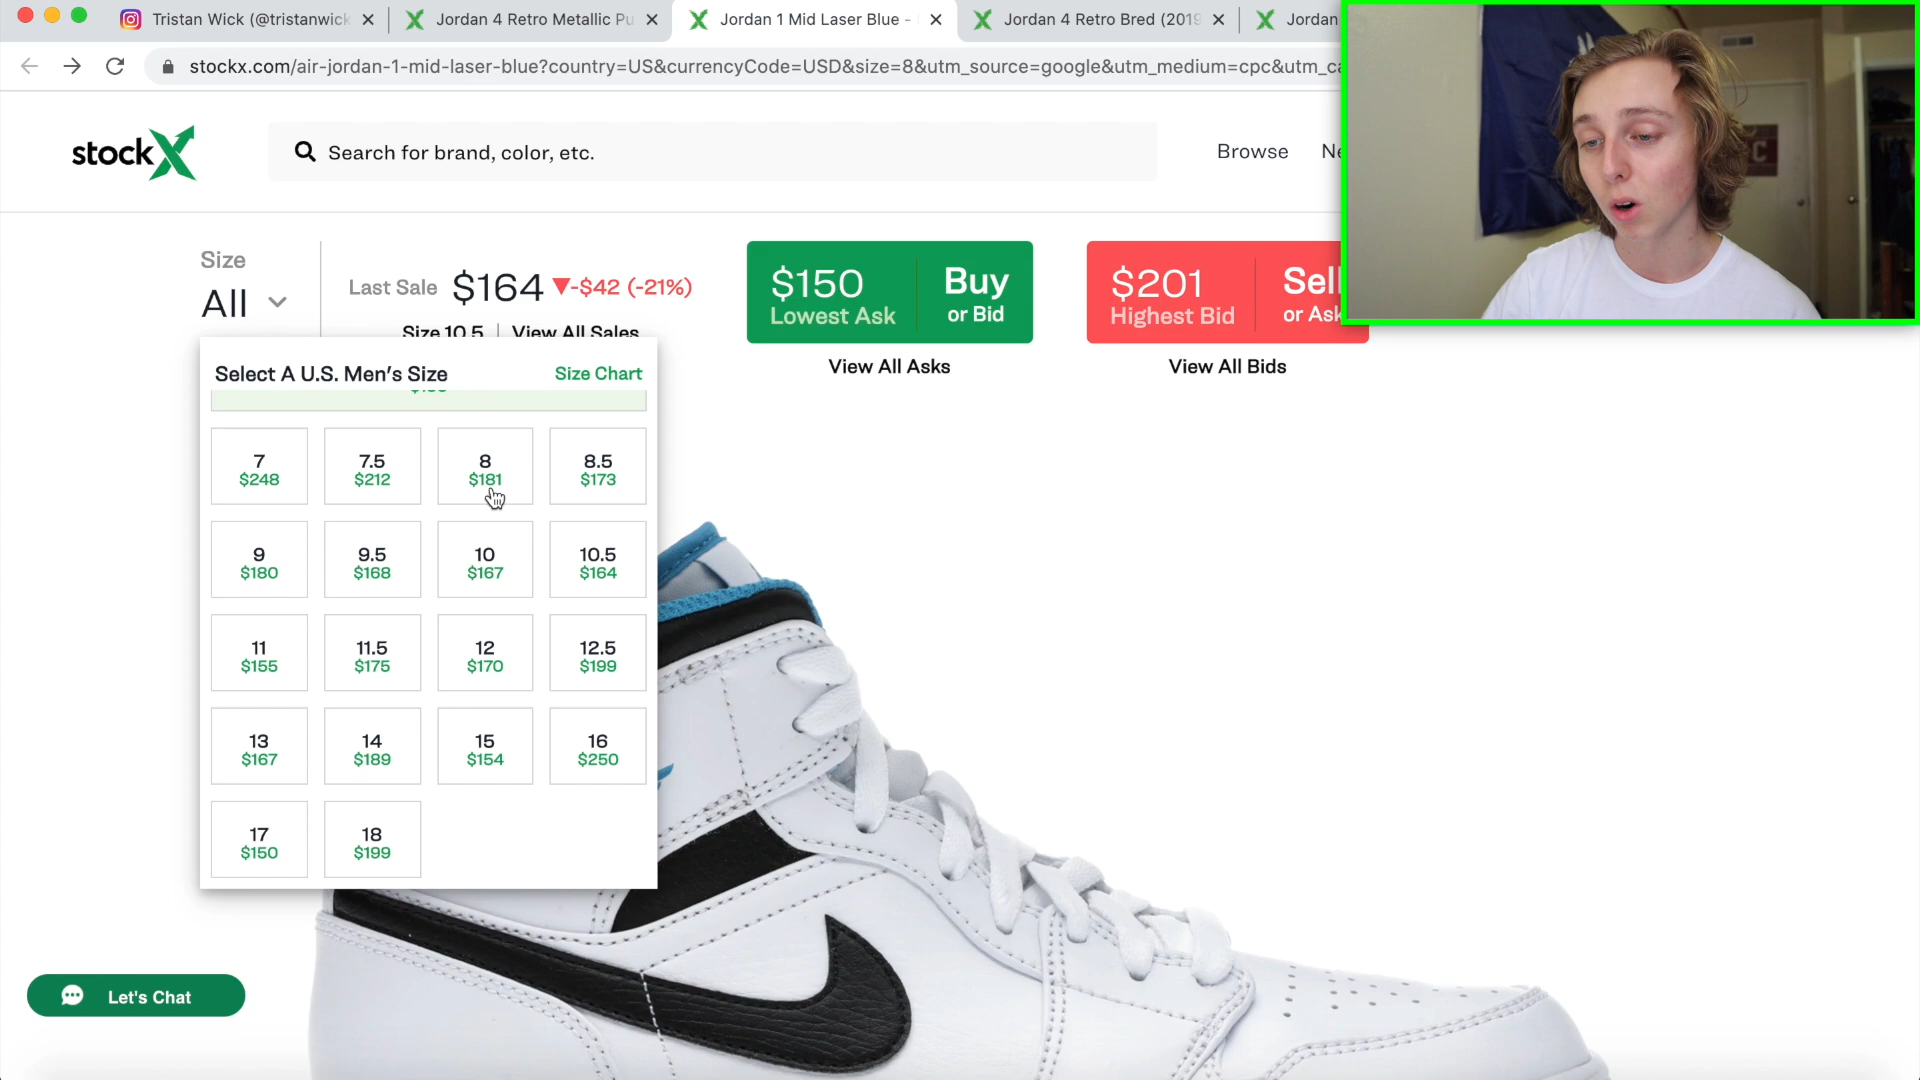 Tristan Wick (@tristanwick
Jordan 4 Retro Metallic Pu
Jordan 1 Mid Laser Blue -
Jordan 4 Retro Bred (2019
Jordan
stockx.com/air-jordan-1-mid-laser-blue?country=US&currencyCode=USD&size=8&utm_source=google&utm_medium=cpc&utm_ca
stockX
Search for brand, color, etc.
Browse
Ne
Size
All
Last Sale $164 ▼-$42 (-21%)
Size 10.5 | View All Sales
$150
Lowest Ask
Buy
or Bid
View All Asks
$201
Highest Bid
Sell
or Ask
View All Bids
Select A U.S. Men's Size
Size Chart
7
$248
7.5
$212
8
$181
8.5
$173
9
$180
9.5
$168
10
$167
10.5
$164
11
$155
11.5
$175
12
$170
12.5
$199
13
$167
14
$189
15
$154
16
$250
17
$150
18
$199
Let's Chat